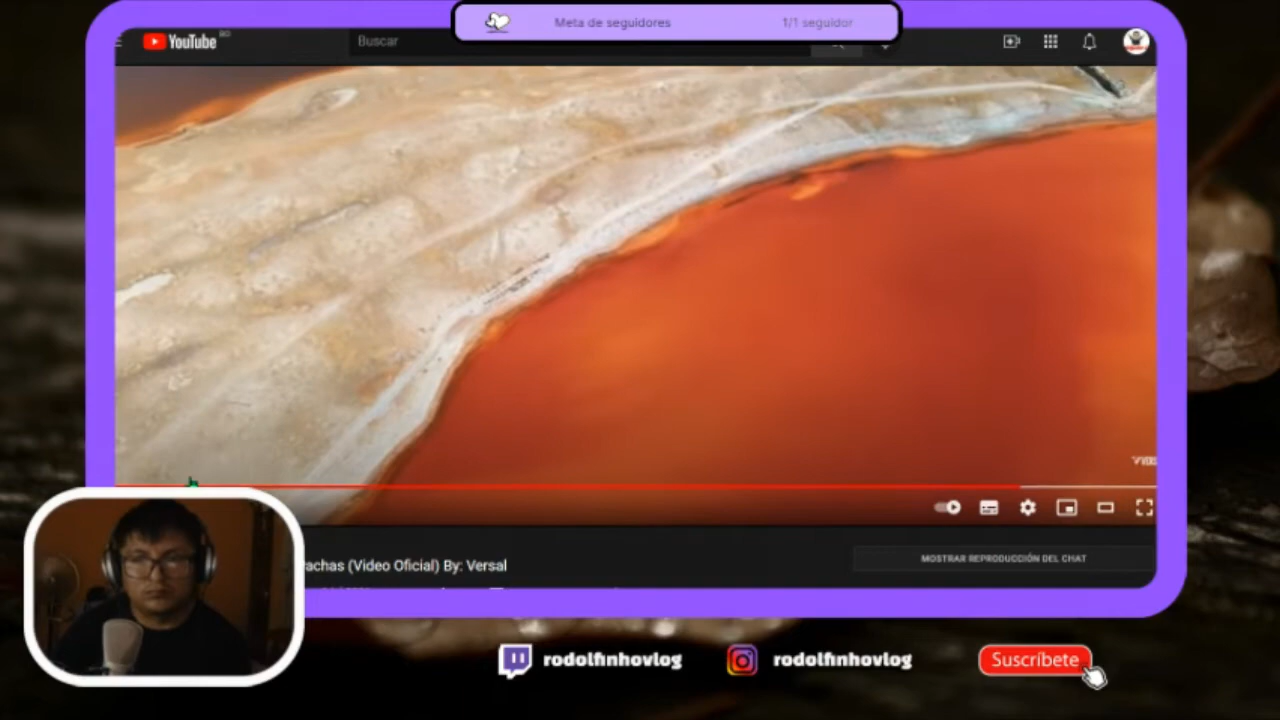 Meta de seguidores 1/1 seguidor
YouTube BO
Buscar
achas (Video Oficial) By: Versal
MOSTRAR REPRODUCCIÓN DEL CHAT
rodolfinhovlog rodolfinhovlog Suscríbete